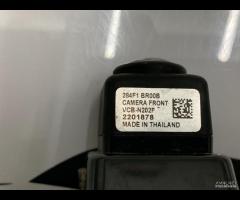 284F1 BR00B
CAMERA FRONT
VCB-N202F
2201878
MADE IN THAILAND